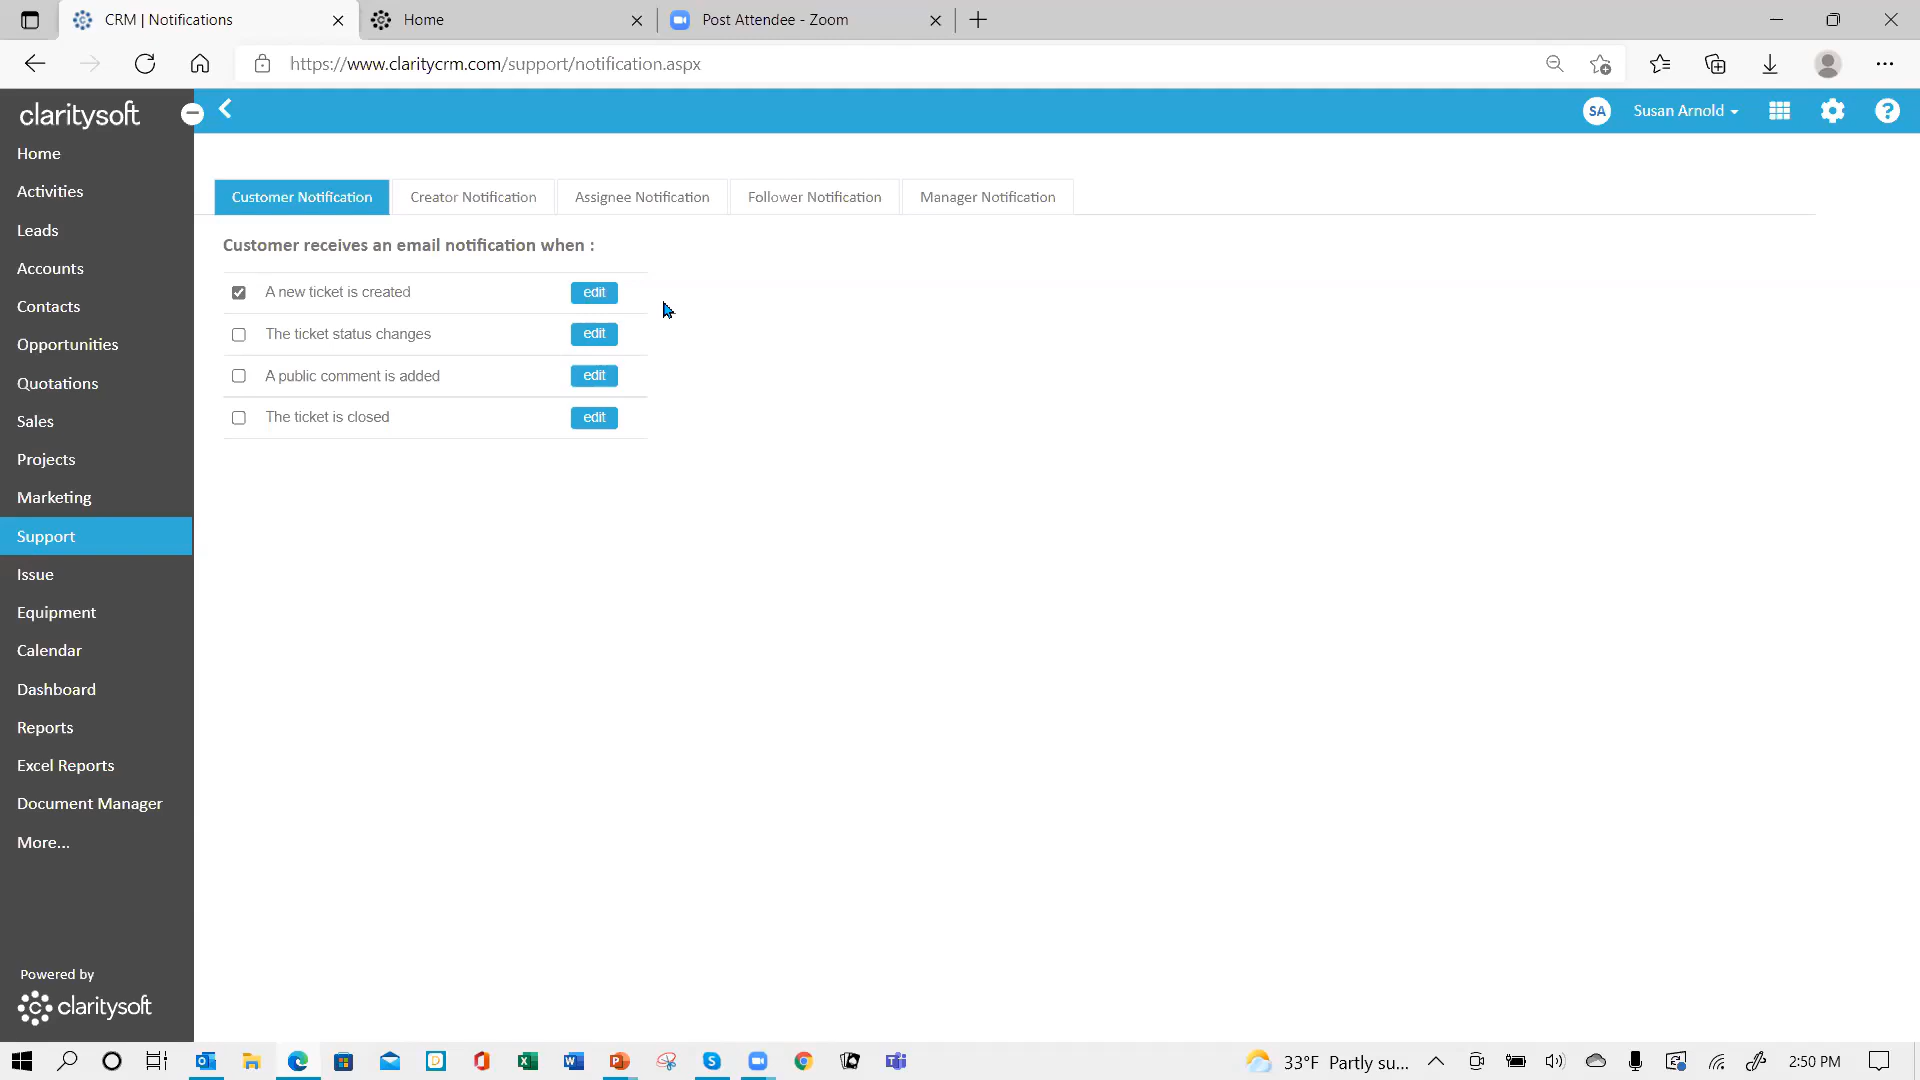 CRM | Notifications
Home
Post Attendee - Zoom
https://www.claritycrm.com/support/notification.aspx
claritysoft
SA
Susan Arnold
?
Home
Activities
Leads
Accounts
Contacts
Opportunities
Quotations
Sales
Projects
Marketing
Support
Issue
Equipment
Calendar
Dashboard
Reports
Excel Reports
Document Manager
More...
Powered by
claritysoft
Customer Notification
Creator Notification
Assignee Notification
Follower Notification
Manager Notification
Customer receives an email notification when :
A new ticket is created edit
The ticket status changes edit
A public comment is added edit
The ticket is closed edit
33°F Partly su...
2:50 PM